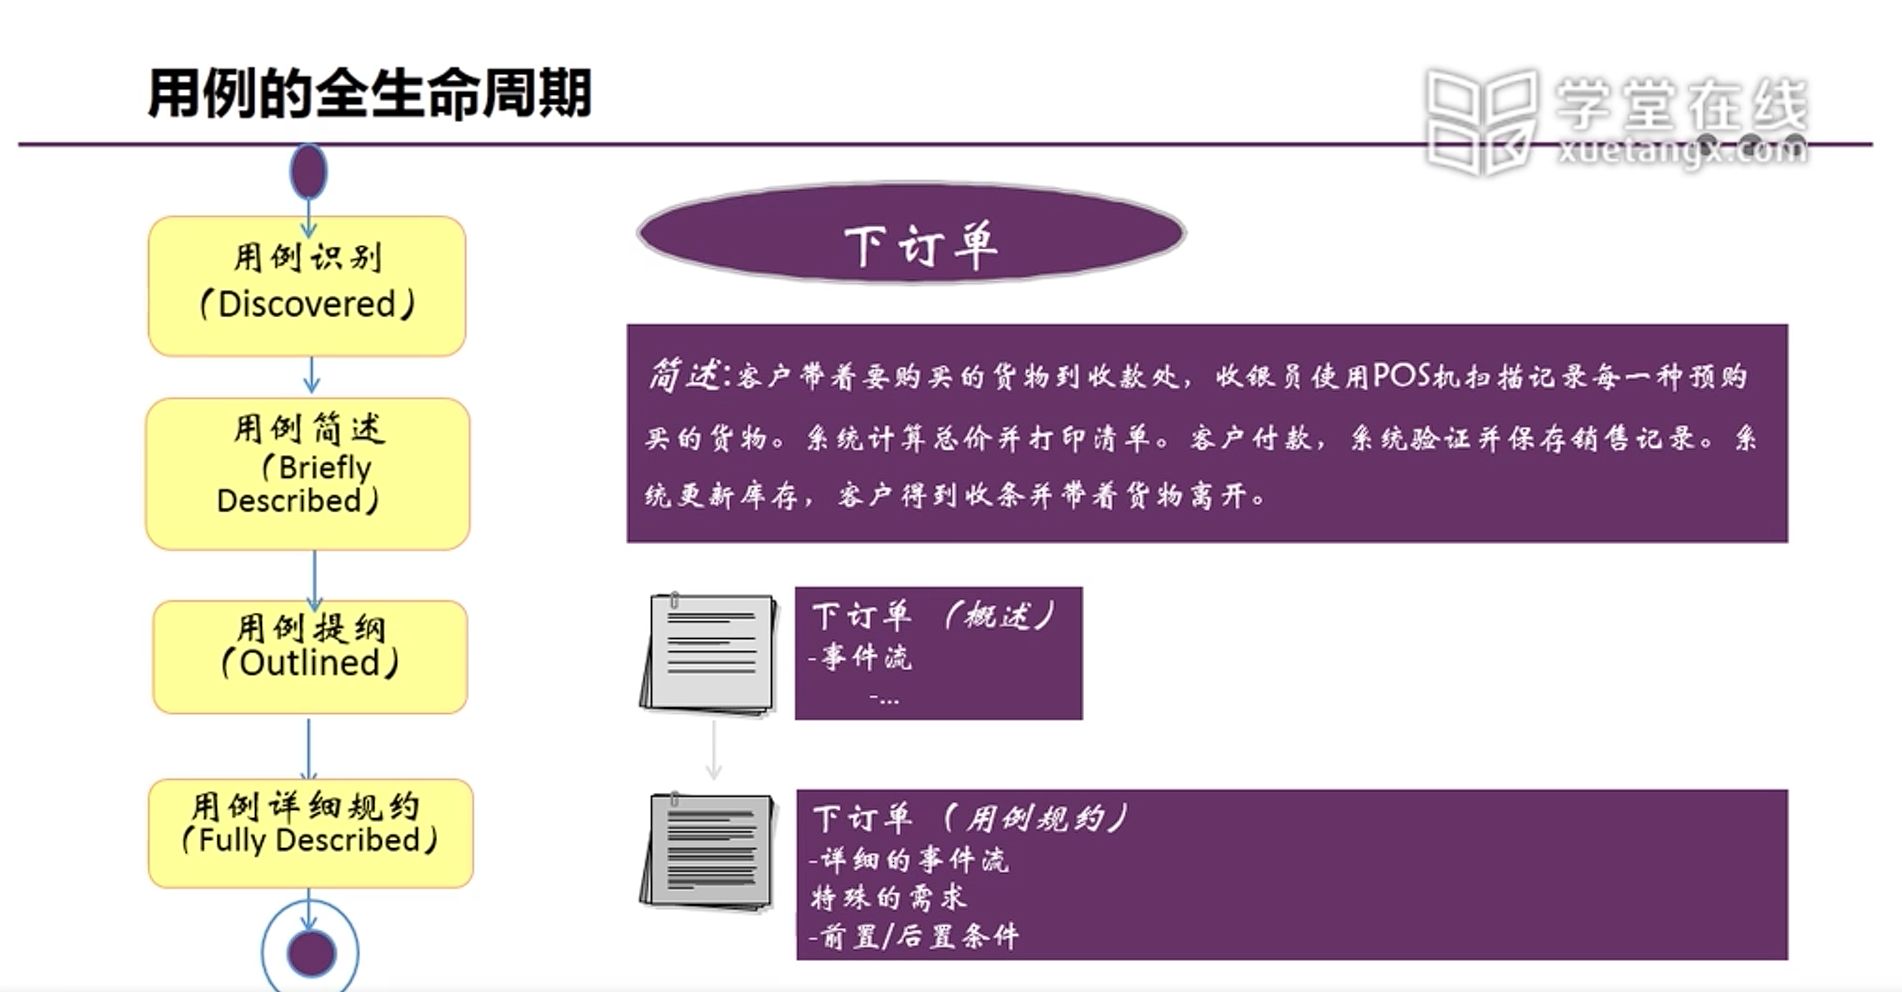 用例的全生命周期
学堂在线
xuetangx.com
用例识别
（Discovered）
用例简述
（Briefly
Described）
用例提纲
（Outlined）
用例详细规约
（Fully Described）
下订单
简述:客户带着要购买的货物到收款处，收银员使用POS机扫描记录每一种预购
买的货物。系统计算总价并打印清单。客户付款，系统验证并保存销售记录。系
统更新库存，客户得到收条并带着货物离开。
下订单 （概述）
-事件流
-...
下订单 （用例规约）
-详细的事件流
特殊的需求
-前置/后置条件